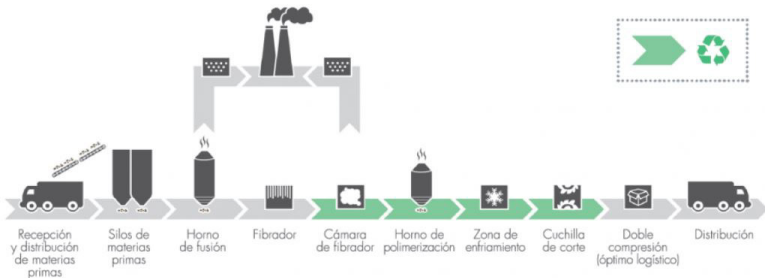 Recepción
y distribución
de materias
primas
Silos de
materias
primas
Horno
de fusión
Fibrador
Cámara
de fibrador
Horno de
polimerización
Zona de
enfriamiento
Cuchilla
de corte
Doble
compresión
(óptimo logístico)
Distribución